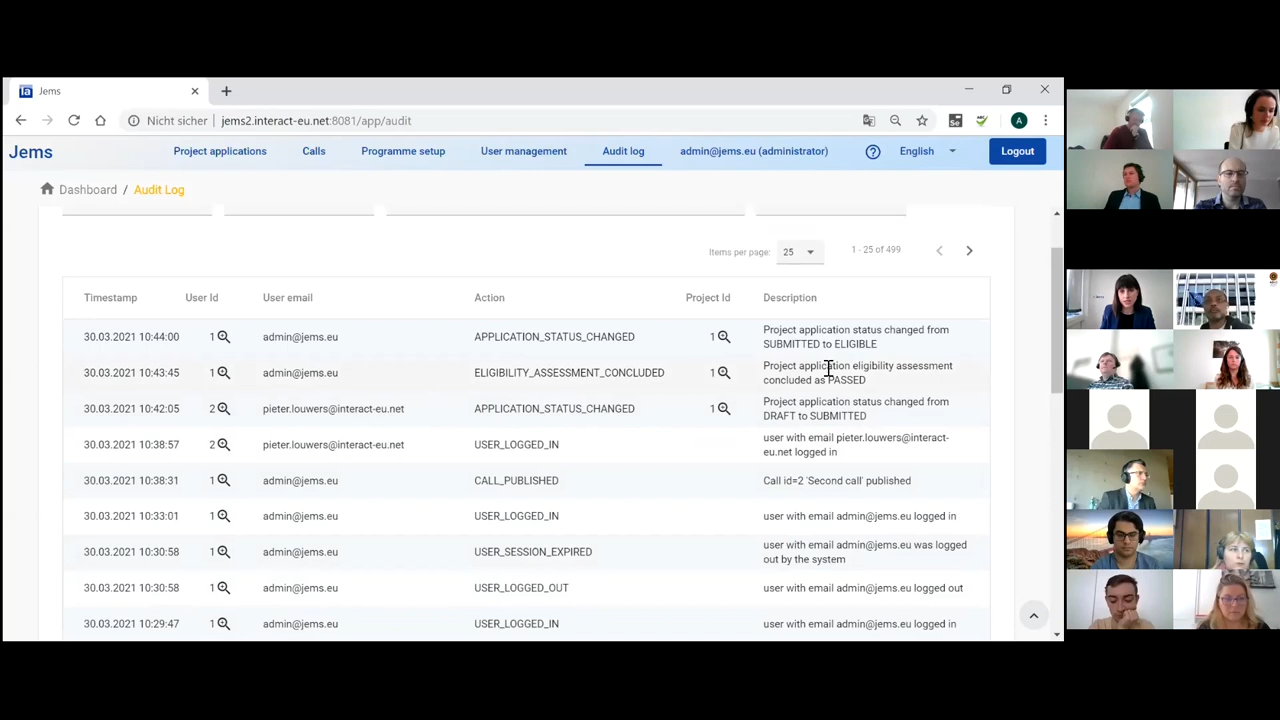 Jems
Nicht sicher jems2.interact-eu.net:8081/app/audit
A
Jems Project applications Calls Programme setup User management Audit log admin@jems.eu (administrator) English Logout
Dashboard / Audit Log
Items per page: 25 1 - 25 of 499
Timestamp User Id User email Action Project Id Description
30.03.2021 10:44:00 1 admin@jems.eu APPLICATION_STATUS_CHANGED 1 Project application status changed from
SUBMITTED to ELIGIBLE
30.03.2021 10:43:45 1 admin@jems.eu ELIGIBILITY_ASSESSMENT_CONCLUDED 1 Project application eligibility assessment
concluded as PASSED
30.03.2021 10:42:05 2 pieter.louwers@interact-eu.net APPLICATION_STATUS_CHANGED 1 Project application status changed from
DRAFT to SUBMITTED
30.03.2021 10:38:57 2 pieter.louwers@interact-eu.net USER_LOGGED_IN user with email pieter.louwers@interact-
eu.net logged in
30.03.2021 10:38:31 1 admin@jems.eu CALL_PUBLISHED Call id=2 'Second call' published
30.03.2021 10:33:01 1 admin@jems.eu USER_LOGGED_IN user with email admin@jems.eu logged in
30.03.2021 10:30:58 1 admin@jems.eu USER_SESSION_EXPIRED user with email admin@jems.eu was logged
out by the system
30.03.2021 10:30:58 1 admin@jems.eu USER_LOGGED_OUT user with email admin@jems.eu logged out
30.03.2021 10:29:47 1 admin@jems.eu USER_LOGGED_IN user with email admin@jems.eu logged in